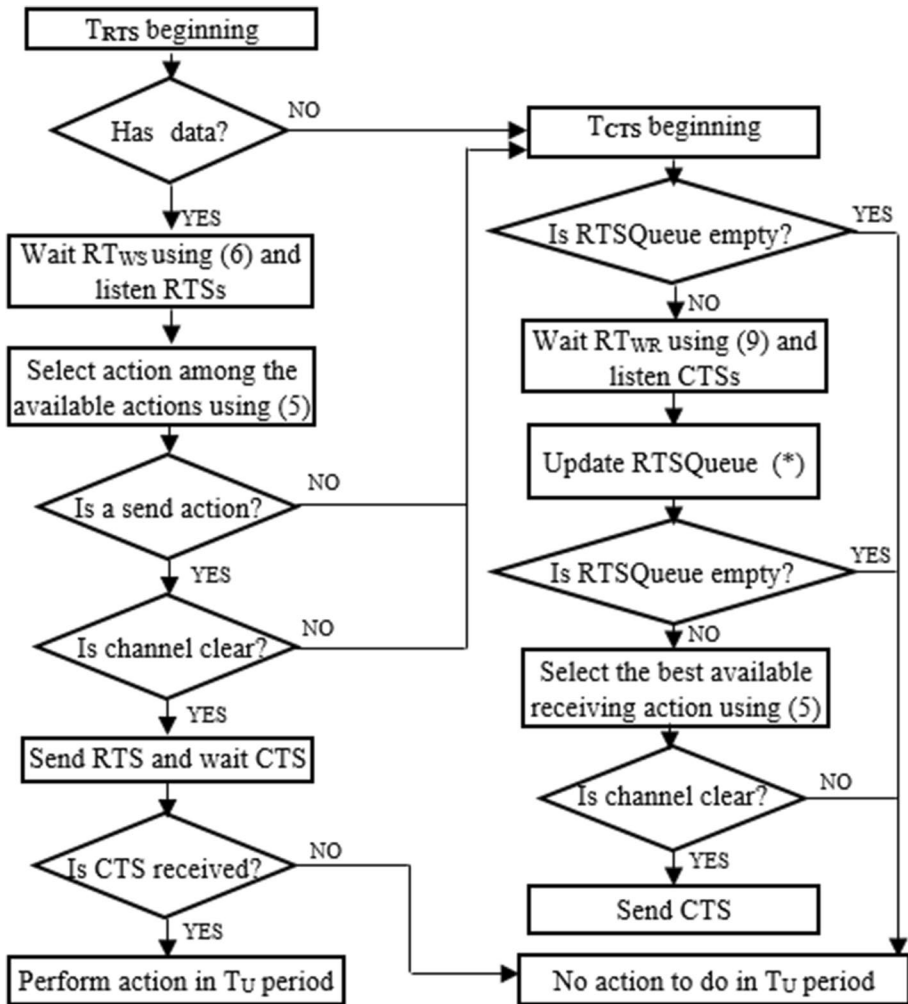 TRTS beginning
Has data?
NO
YES
Wait RTWS using (6) and
listen RTSs
Select action among the
available actions using (5)
Is a send action?
NO
YES
Is channel clear?
NO
YES
Send RTS and wait CTS
Is CTS received?
NO
YES
Perform action in TU period
TCTS beginning
Is RTSQueue empty?
YES
NO
Wait RTWR using (9) and
listen CTSs
Update RTSQueue (*)
Is RTSQueue empty?
YES
NO
Select the best available
receiving action using (5)
Is channel clear?
NO
YES
Send CTS
No action to do in TU period